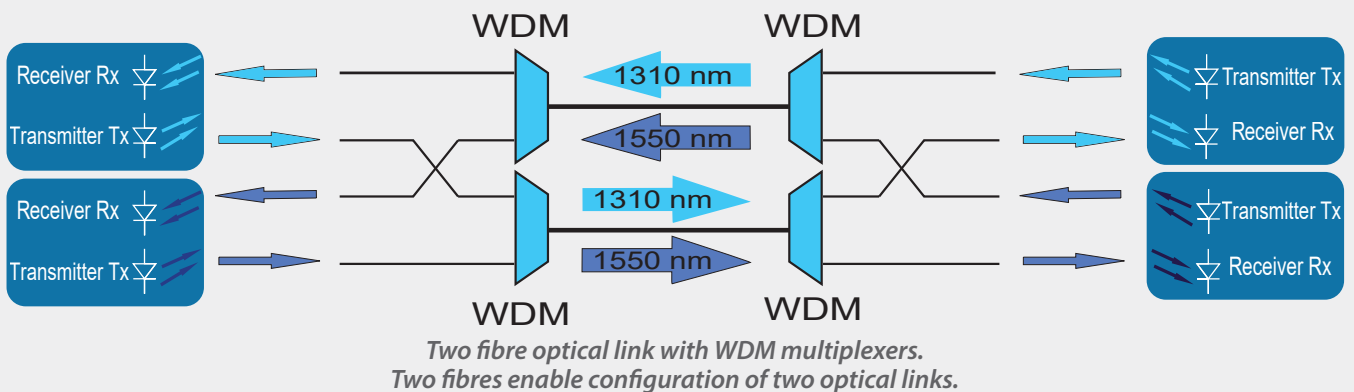 WDM
WDM
Receiver Rx
1310 nm
Transmitter Tx
Transmitter Tx
1550 nm
Receiver Rx
Receiver Rx
1310 nm
Transmitter Tx
Transmitter Tx
1550 nm
Receiver Rx
WDM
WDM
Two fibre optical link with WDM multiplexers.
Two fibres enable configuration of two optical links.